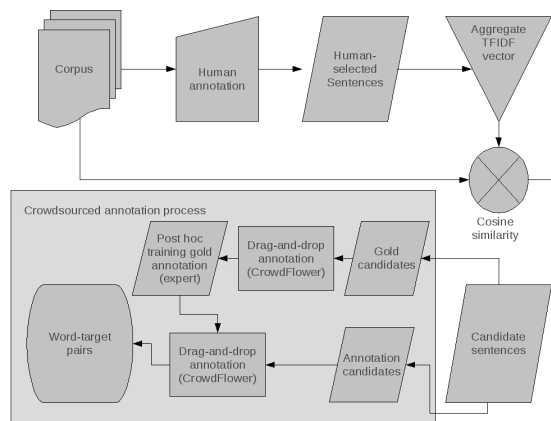 Corpus
Human
annotation
Human-
selected
Sentences
Aggregate
TFIDF
vector
Cosine
similarity
Crowdsourced annotation process
Post hoc
training gold
annotation
(expert)
Drag-and-drop
annotation
(CrowdFlower)
Gold
candidates
Word-target
pairs
Drag-and-drop
annotation
(CrowdFlower)
Annotation
candidates
Candidate
sentences